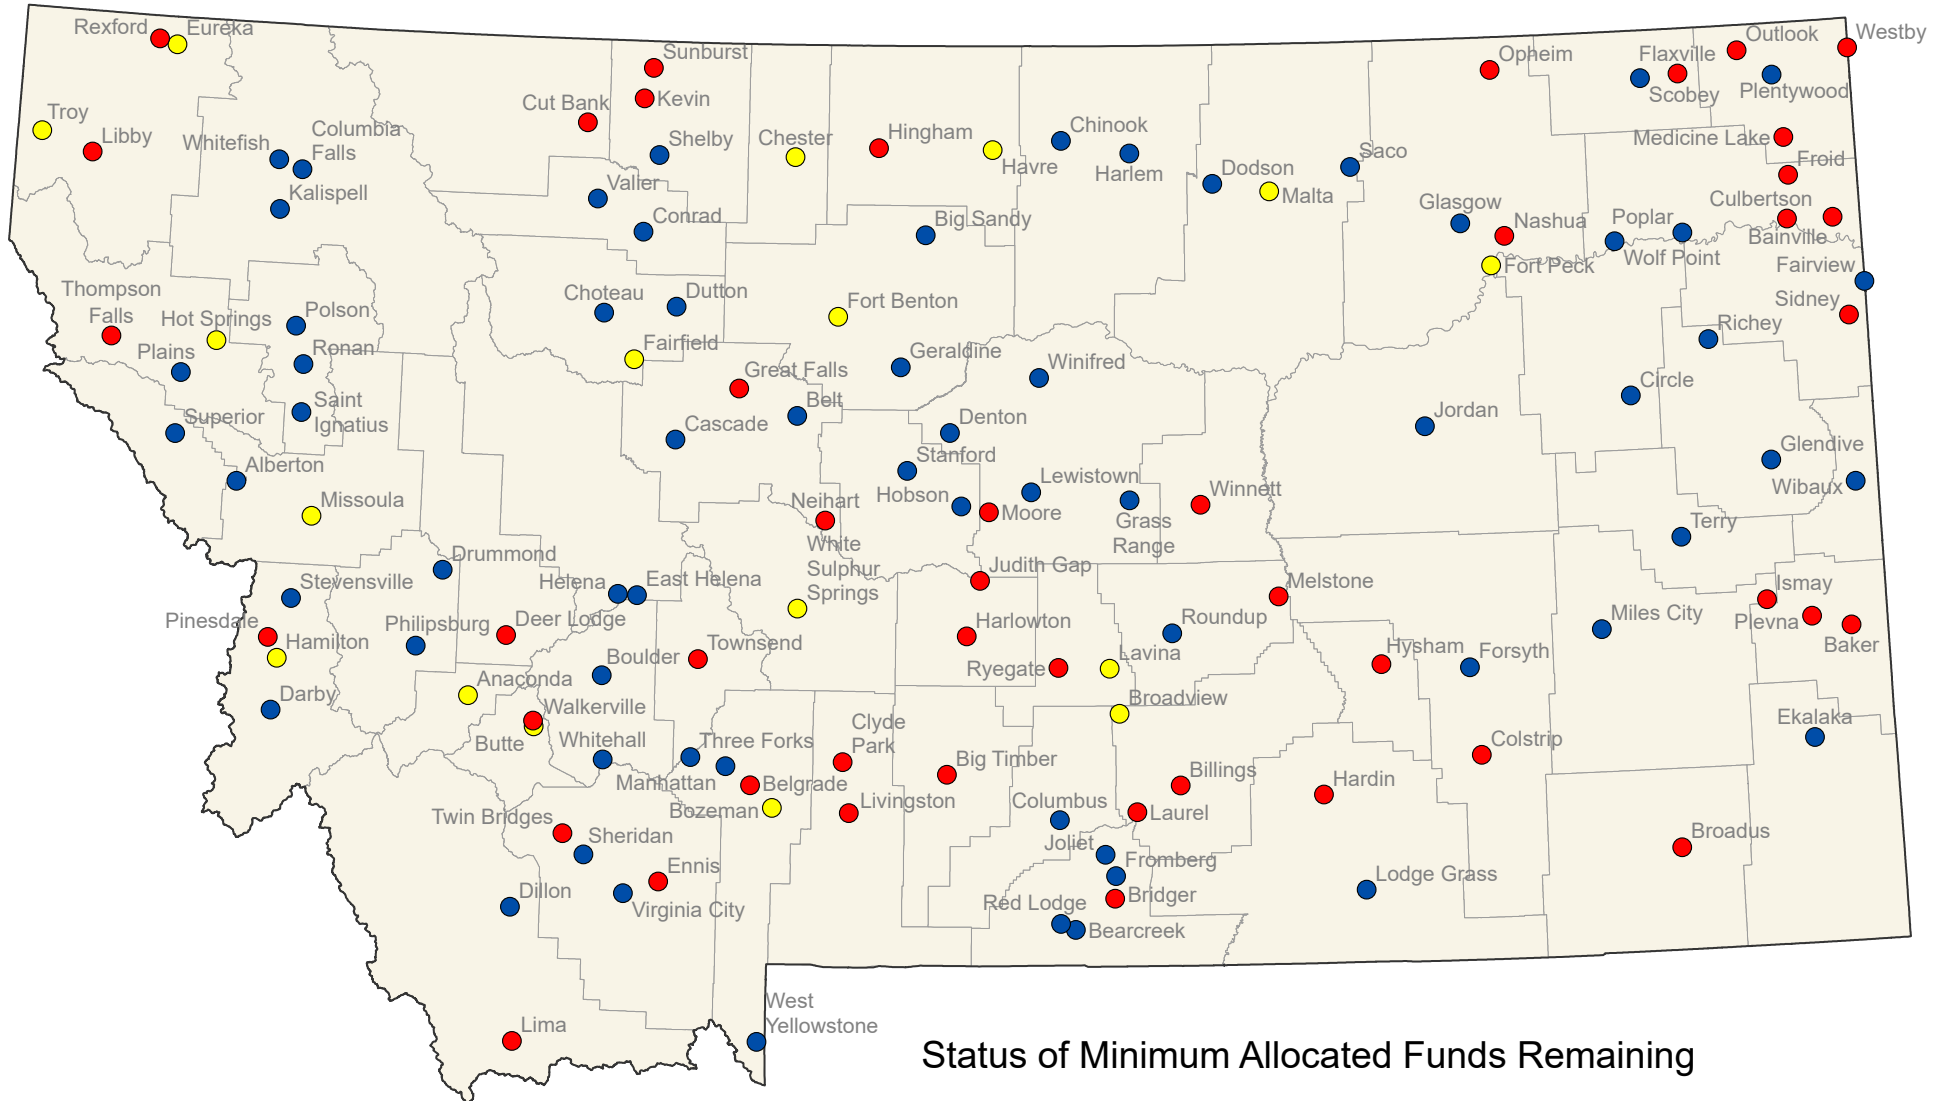 Rexford
Eureka
Sunburst
Opheim
Flaxville
Outlook
Westby
Troy
Libby
Whitefish
Columbia
Falls
Kalispell
Cut Bank
Kevin
Shelby
Valier
Conrad
Chester
Hingham
Havre
Chinook
Harlem
Big Sandy
Dodson
Malta
Saco
Glasgow
Nashua
Fort Peck
Scobey
Plentywood
Medicine Lake
Froid
Culbertson
Bainville
Poplar
Wolf Point
Fairview
Sidney
Richey
Thompson
Falls
Hot Springs
Plains
Polson
Ronan
Saint
Ignatius
Superior
Alberton
Missoula
Choteau
Dutton
Fairfield
Fort Benton
Great Falls
Belt
Cascade
Geraldine
Winifred
Denton
Stanford
Hobson
Moore
Lewistown
Grass
Range
Winnett
Jordan
Circle
Glendive
Wibaux
Terry
Neihart
White
Sulphur
Springs
Judith Gap
Harlowton
Ryegate
Lavina
Broadview
Roundup
Melstone
Drummond
Stevensville
Pinesdale
Hamilton
Darby
Philipsburg
Deer Lodge
Helena
East Helena
Boulder
Townsend
Anaconda
Walkerville
Butte
Whitehall
Three Forks
Manhattan
Belgrade
Bozeman
Clyde
Park
Livingston
Big Timber
Columbus
Billings
Laurel
Joliet
Fromberg
Bridger
Red Lodge
Bearcreek
Hysham
Forsyth
Colstrip
Hardin
Lodge Grass
Miles City
Ismay
Plevna
Baker
Ekalaka
Broadus
Twin Bridges
Sheridan
Ennis
Virginia City
Dillon
Lima
West
Yellowstone
Status of Minimum Allocated Funds Remaining